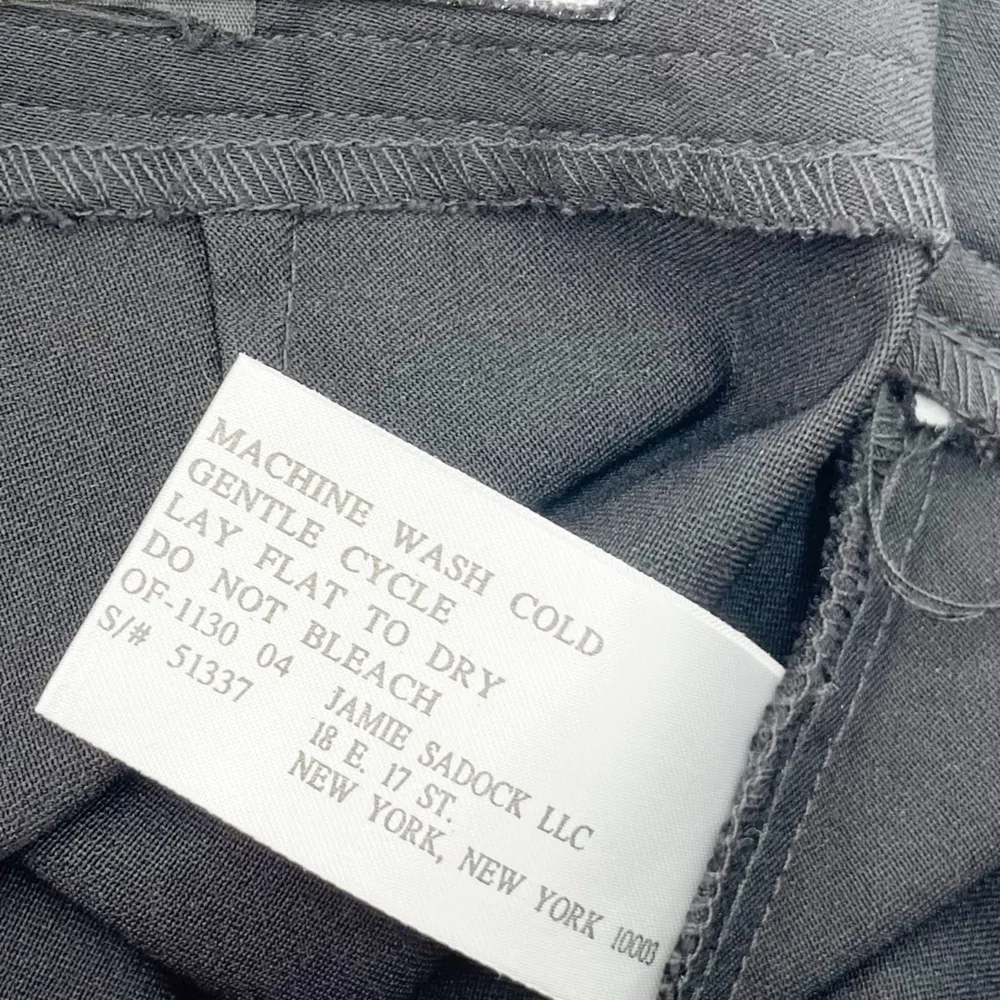 MACHINE WASH COLD
GENTLE CYCLE
LAY FLAT TO DRY
DO NOT BLEACH
OF-1130 04
S/# 51337
JAMIE SADOCK LLC
18 E. 17 ST.
NEW YORK, NEW YORK 10003